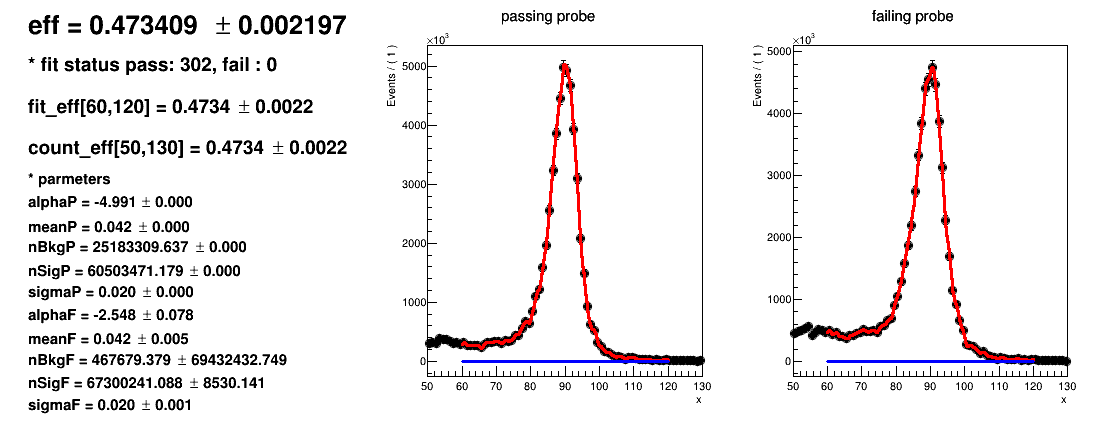 eff = 0.473409 ± 0.002197
* fit status pass: 302, fail : 0
fit_eff[60,120] = 0.4734 ± 0.0022
count_eff[50,130] = 0.4734 ± 0.0022
* parmeters
alphaP = -4.991 ± 0.000
meanP = 0.042 ± 0.000
nBkgP = 25183309.637 ± 0.000
nSigP = 60503471.179 ± 0.000
sigmaP = 0.020 ± 0.000
alphaF = -2.548 ± 0.078
meanF = 0.042 ± 0.005
nBkgF = 467679.379 ± 69432432.749
nSigF = 67300241.088 ± 8530.141
sigmaF = 0.020 ± 0.001
passing probe
×10³
Events / ( 1 )
5000
4000
3000
2000
1000
0
50 60 70 80 90 100 110 120 130
x
failing probe
×10³
Events / ( 1 )
5000
4000
3000
2000
1000
0
50 60 70 80 90 100 110 120 130
x